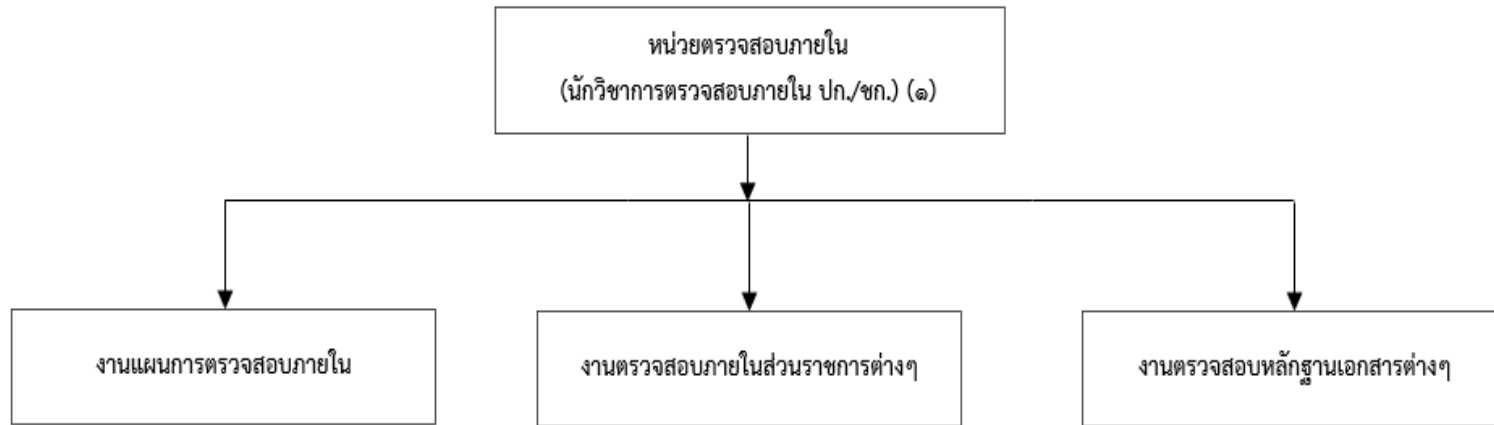 หน่วยตรวจสอบภายใน
(นักวิชาการตรวจสอบภายใน ปก./ชก.) (๑)
งานแผนการตรวจสอบภายใน
งานตรวจสอบภายในส่วนราชการต่างๆ
งานตรวจสอบหลักฐานเอกสารต่างๆ